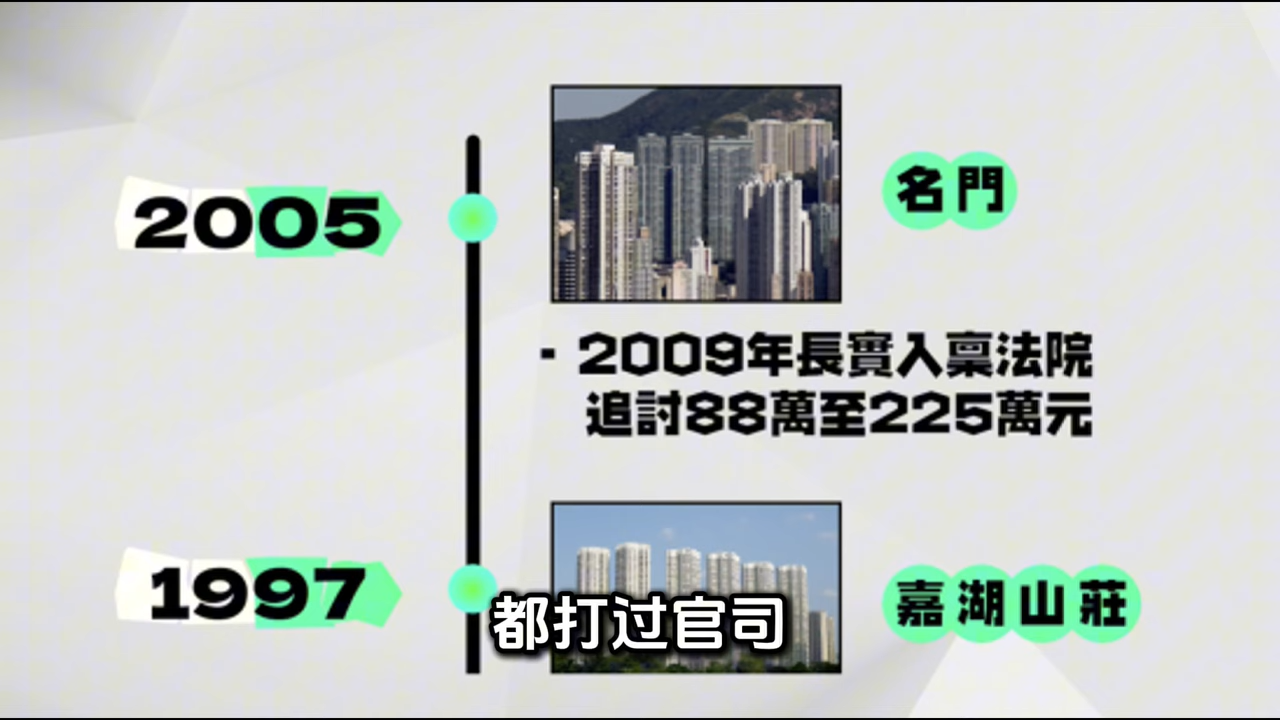 2005
名門
- 2009年長實入稟法院
追討88萬至225萬元
1997
嘉湖山莊
都打过官司